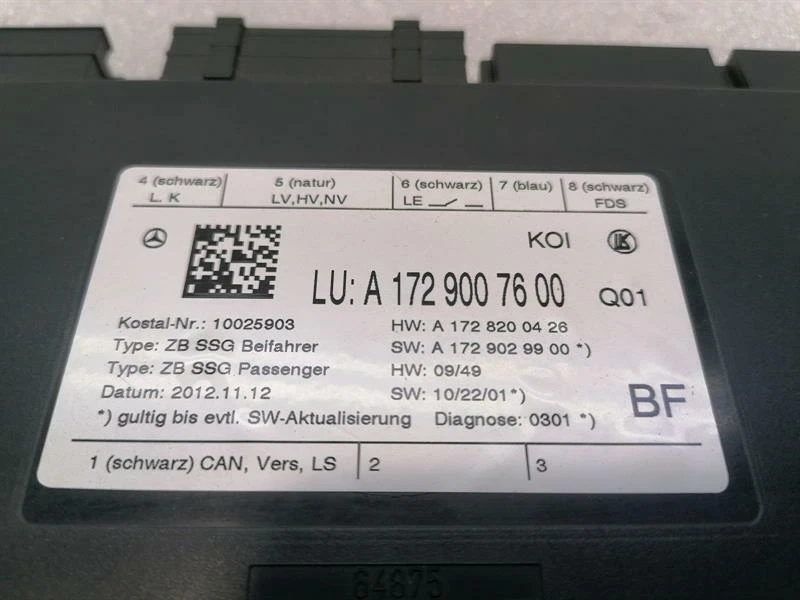 4 (schwarz) 5 (natur) 6 (schwarz) 7 (blau) 8 (schwarz)
L. K LV,HV,NV LE FDS
KOI
LU: A 172 900 76 00 Q01
Kostal-Nr.: 10025903 HW: A 172 820 04 26
Type: ZB SSG Beifahrer SW: A 172 902 99 00 *)
Type: ZB SSG Passenger HW: 09/49
Datum: 2012.11.12 SW: 10/22/01 *)
BF
*) gultig bis evtl. SW-Aktualisierung Diagnose: 0301 *)
1 (schwarz) CAN, Vers, LS 2 3
64875